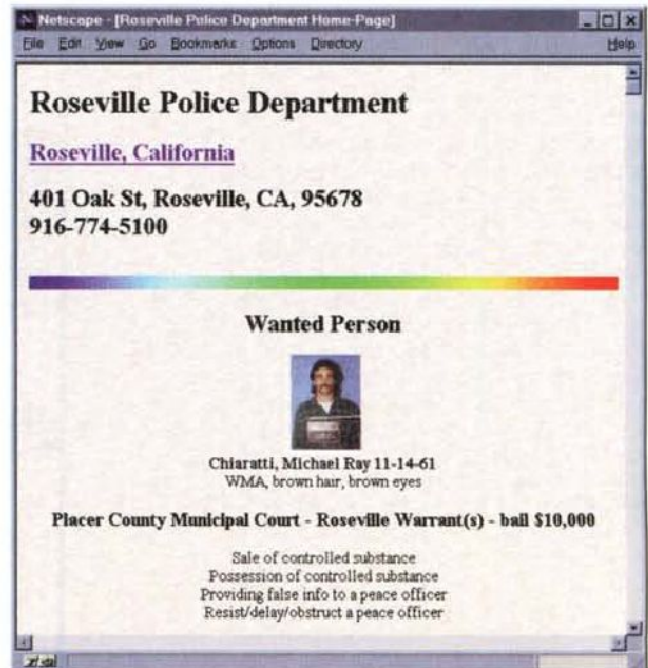 Netscape - [Roseville Police Department Home-Page]
File Edit View Go Bookmarks Options Directory Help
Roseville Police Department
Roseville, California
401 Oak St, Roseville, CA, 95678
916-774-5100
Wanted Person
Chiaratti, Michael Ray 11-14-61
WMA, brown hair, brown eyes
Placer County Municipal Court - Roseville Warrant(s) - bail $10,000
Sale of controlled substance
Possession of controlled substance
Providing false info to a peace officer
Resist/delay/obstruct a peace officer